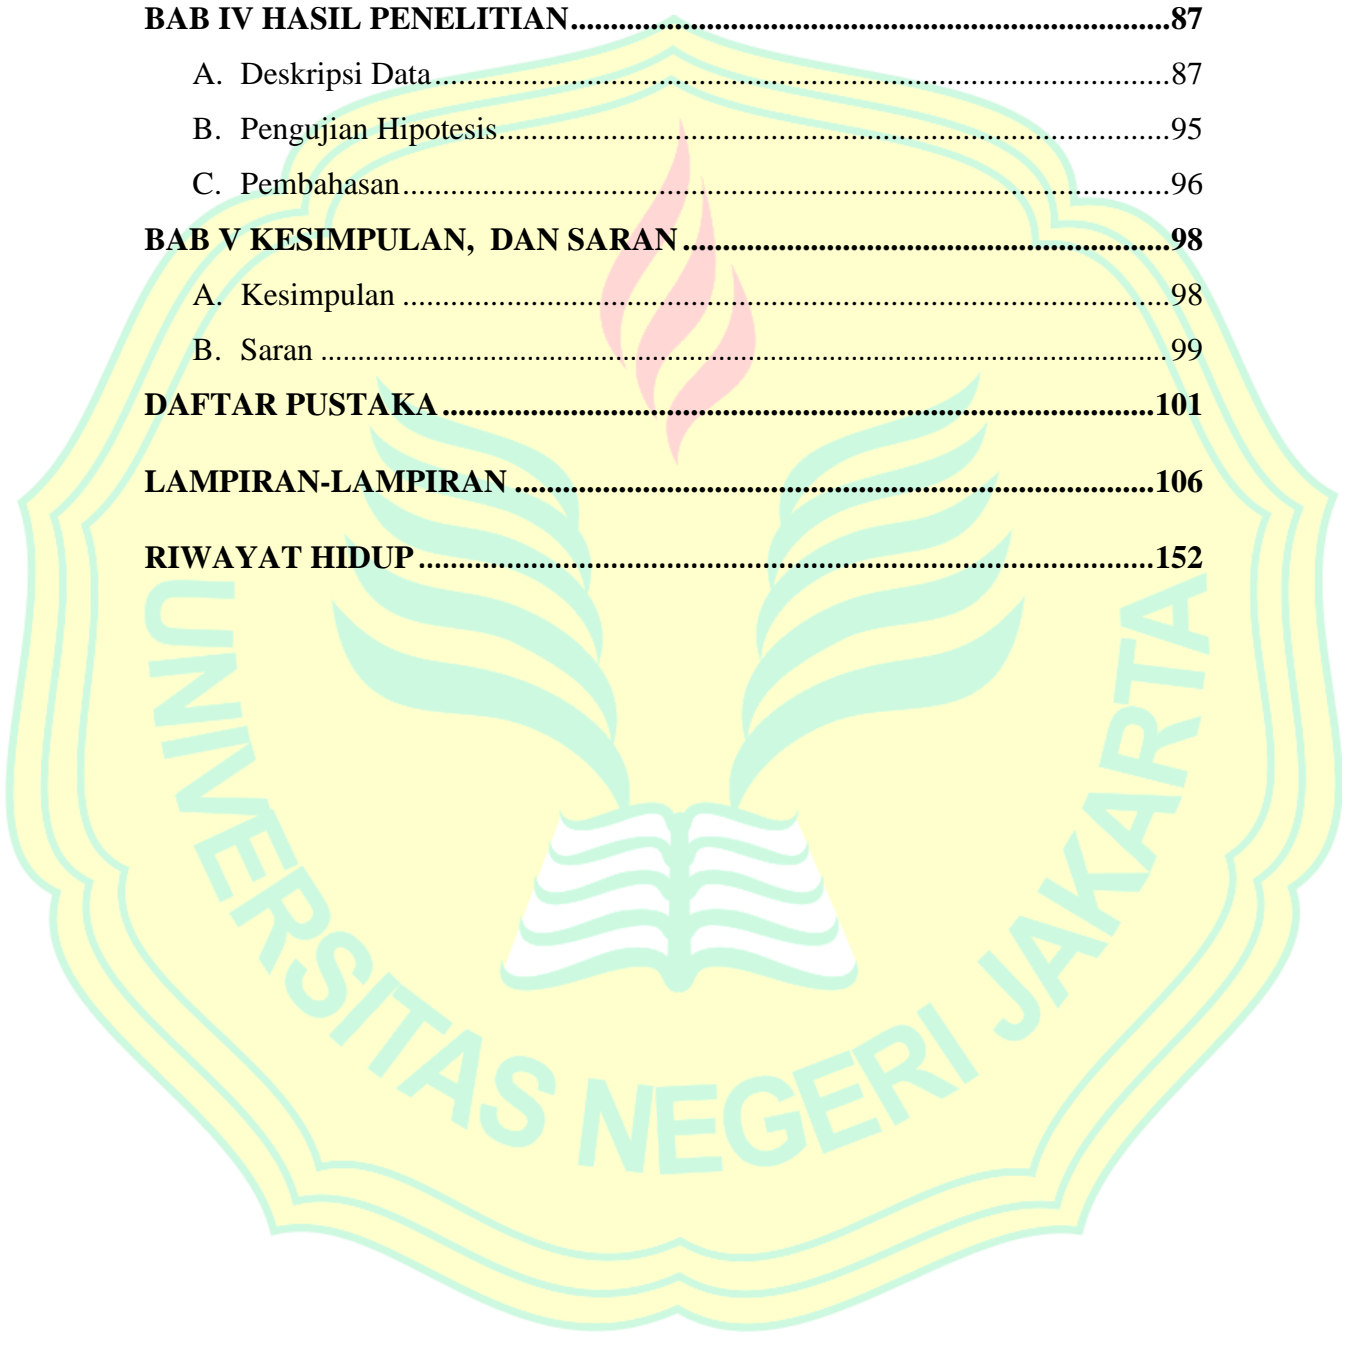 BAB IV HASIL PENELITIAN......................................................................87
A. Deskripsi Data......................................................................................87
B. Pengujian Hipotesis..............................................................................95
C. Pembahasan..........................................................................................96
BAB V KESIMPULAN,  DAN SARAN..........................................................98
A. Kesimpulan..........................................................................................98
B. Saran....................................................................................................99
DAFTAR PUSTAKA....................................................................................101
LAMPIRAN-LAMPIRAN............................................................................106
RIWAYAT HIDUP.......................................................................................152
UNIVERSITAS NEGERI JAKARTA